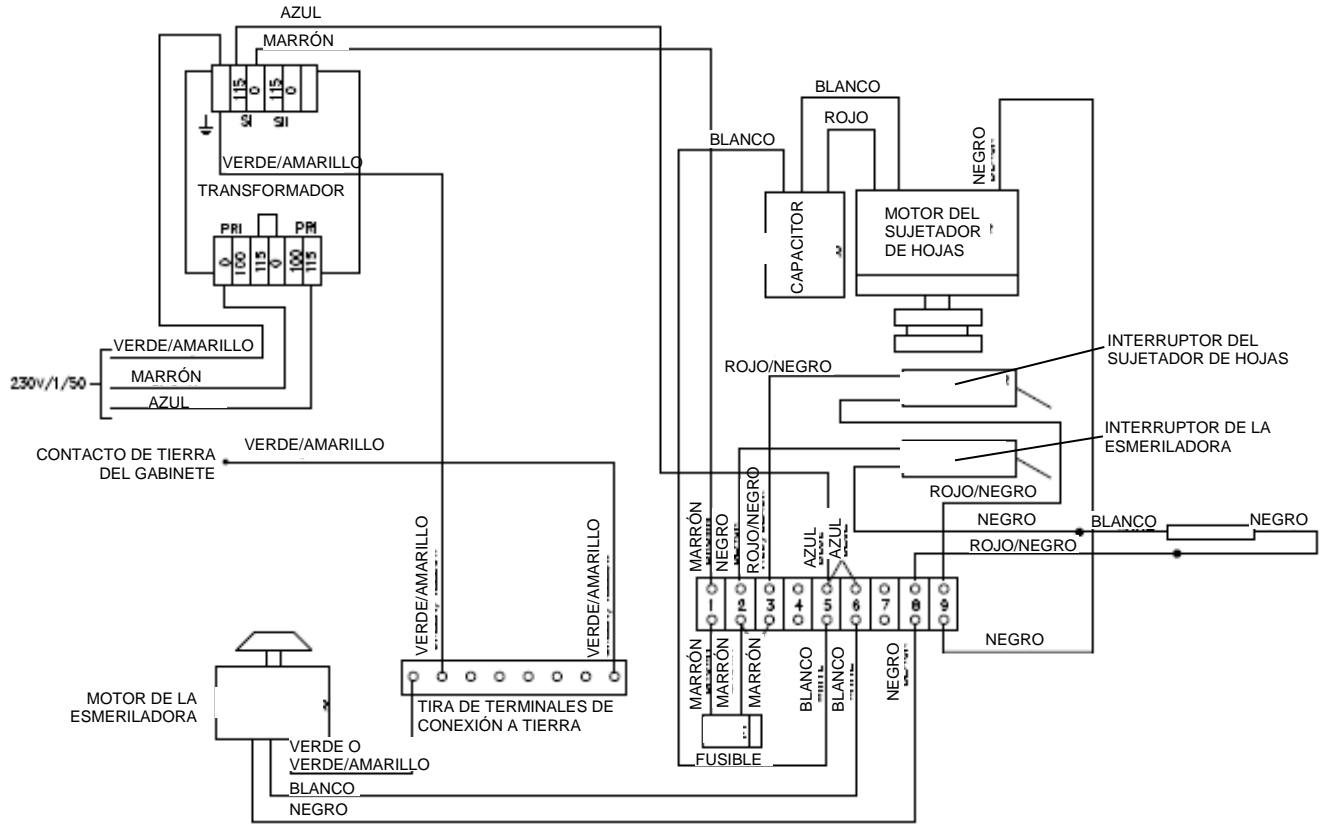 AZUL
MARRÓN
115
0
115
0
SI
SII
VERDE/AMARILLO
TRANSFORMADOR
PRI
PRI
0
100
115
0
100
115
VERDE/AMARILLO
MARRÓN
AZUL
230V/1/50
CONTACTO DE TIERRA
DEL GABINETE
VERDE/AMARILLO
BLANCO
ROJO
BLANCO
NEGRO
CAPACITOR
MOTOR DEL
SUJETADOR
DE HOJAS
INTERRUPTOR DEL
SUJETADOR DE HOJAS
ROJO/NEGRO
INTERRUPTOR DE LA
ESMERILADORA
ROJO/NEGRO
NEGRO
BLANCO
NEGRO
ROJO/NEGRO
MARRÓN
NEGRO
ROJO/NEGRO
AZUL
AZUL
1
2
3
4
5
6
7
8
9
NEGRO
MARRÓN
MARRÓN
MARRÓN
BLANCO
BLANCO
NEGRO
FUSIBLE
VERDE/AMARILLO
VERDE/AMARILLO
TIRA DE TERMINALES DE
CONEXIÓN A TIERRA
MOTOR DE LA
ESMERILADORA
VERDE O
VERDE/AMARILLO
BLANCO
NEGRO